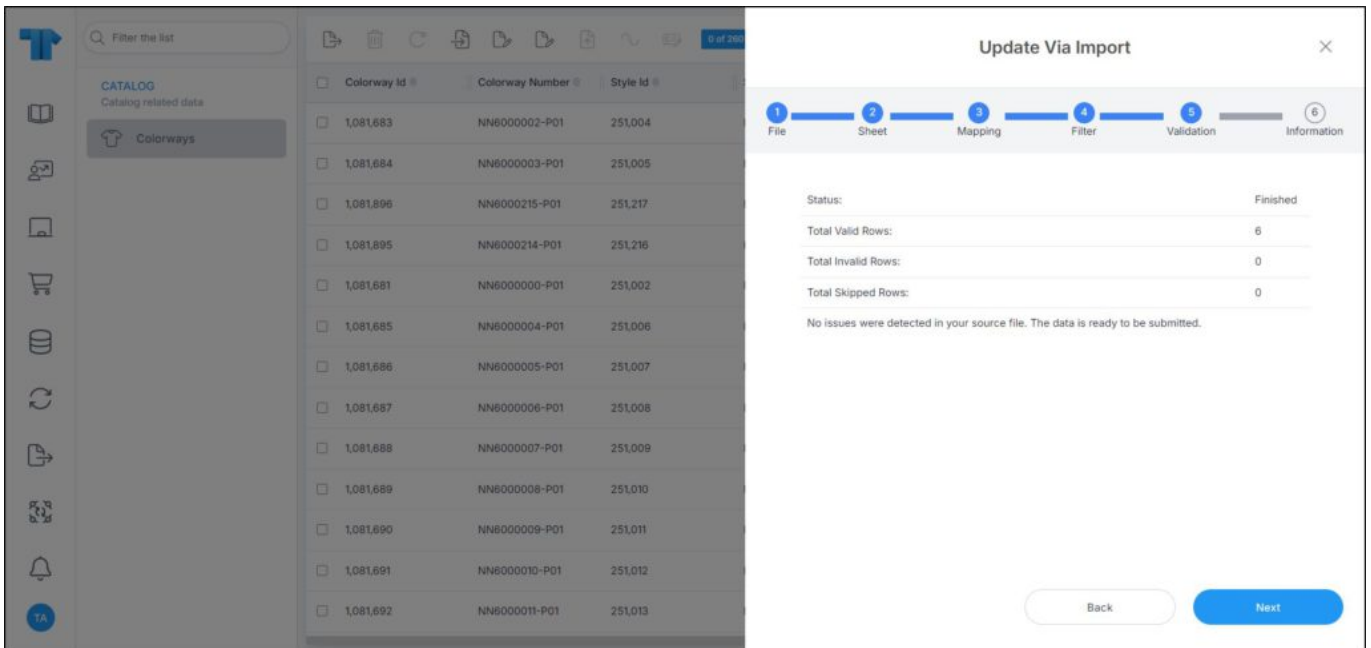 Filter the list
CATALOG
Catalog related data
Colorways
0 of 260
Colorway Id Colorway Number Style Id
1,081,683 NN6000002-P01 251,004
1,081,684 NN6000003-P01 251,005
1,081,896 NN6000215-P01 251,217
1,081,895 NN6000214-P01 251,216
1,081,681 NN6000000-P01 251,002
1,081,685 NN6000004-P01 251,006
1,081,686 NN6000005-P01 251,007
1,081,687 NN6000006-P01 251,008
1,081,688 NN6000007-P01 251,009
1,081,689 NN6000008-P01 251,010
1,081,690 NN6000009-P01 251,011
1,081,691 NN6000010-P01 251,012
1,081,692 NN6000011-P01 251,013
TA
Update Via Import
1 2 3 4 5 6
File Sheet Mapping Filter Validation Information
Status: Finished
Total Valid Rows: 6
Total Invalid Rows: 0
Total Skipped Rows: 0
No issues were detected in your source file. The data is ready to be submitted.
Back Next